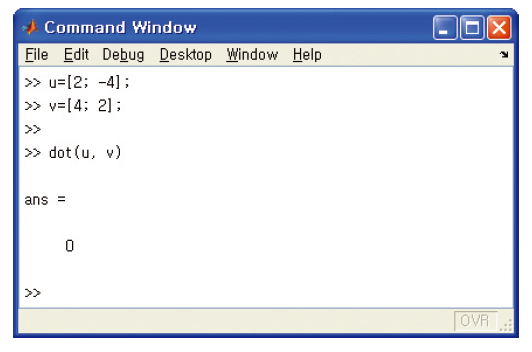 Command Window
File Edit Debug Desktop Window Help
>> u=[2; -4];
>> v=[4; 2];
>>
>> dot(u, v)
ans =
0
>>
OVR